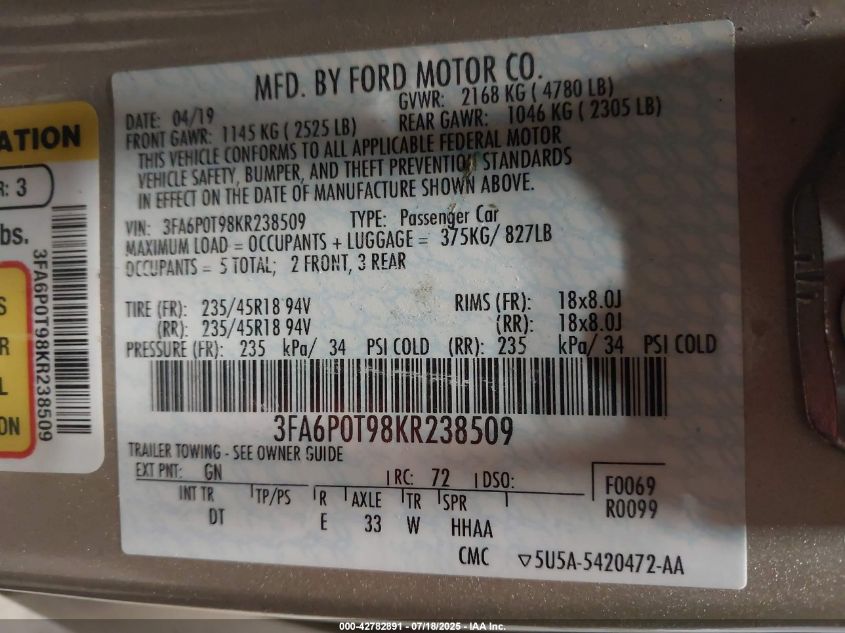 MFD. BY FORD MOTOR CO.
DATE: 04/19
GVWR: 2168 KG ( 4780 LB)
FRONT GAWR: 1145 KG ( 2525 LB)
REAR GAWR: 1046 KG ( 2305 LB)
THIS VEHICLE CONFORMS TO ALL APPLICABLE FEDERAL MOTOR
VEHICLE SAFETY, BUMPER, AND THEFT PREVENTION STANDARDS
IN EFFECT ON THE DATE OF MANUFACTURE SHOWN ABOVE.
VIN: 3FA6P0T98KR238509 TYPE: Passenger Car
MAXIMUM LOAD = OCCUPANTS + LUGGAGE = 375KG/ 827LB
OCCUPANTS = 5 TOTAL; 2 FRONT, 3 REAR
TIRE (FR): 235/45R18 94V RIMS (FR): 18x8.0J
(RR): 235/45R18 94V (RR): 18x8.0J
PRESSURE (FR): 235 kPa/ 34 PSI COLD (RR): 235 kPa/ 34 PSI COLD
3FA6P0T98KR238509
TRAILER TOWING - SEE OWNER GUIDE
EXT PNT: GN RC: 72 DSO:
INT TR TP/PS R AXLE TR SPR
DT E 33 W HHAA
F0069
R0099
CMC ▽5U5A-5420472-AA
ATION
R: 3
bs.
3FA6P0T98KR238509
S
R
L
ON
000-42782891 - 07/18/2025 - IAA Inc.